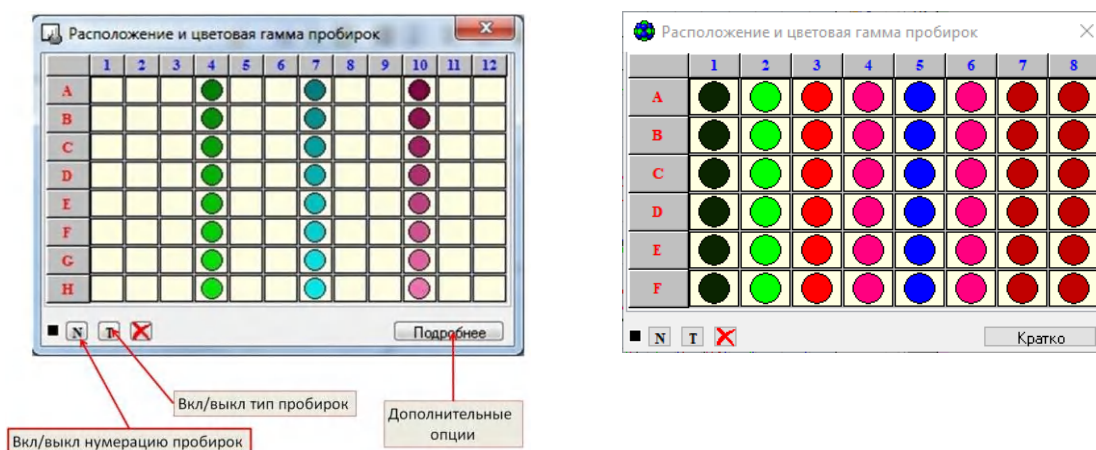 Расположение и цветовая гамма пробирок
1 2 3 4 5 6 7 8 9 10 11 12
A
B
C
D
E
F
G
H
N T Подробнее
Вкл/выкл тип пробирок
Вкл/выкл нумерацию пробирок
Дополнительные
опции
Расположение и цветовая гамма пробирок
1 2 3 4 5 6 7 8
A
B
C
D
E
F
N T Кратко